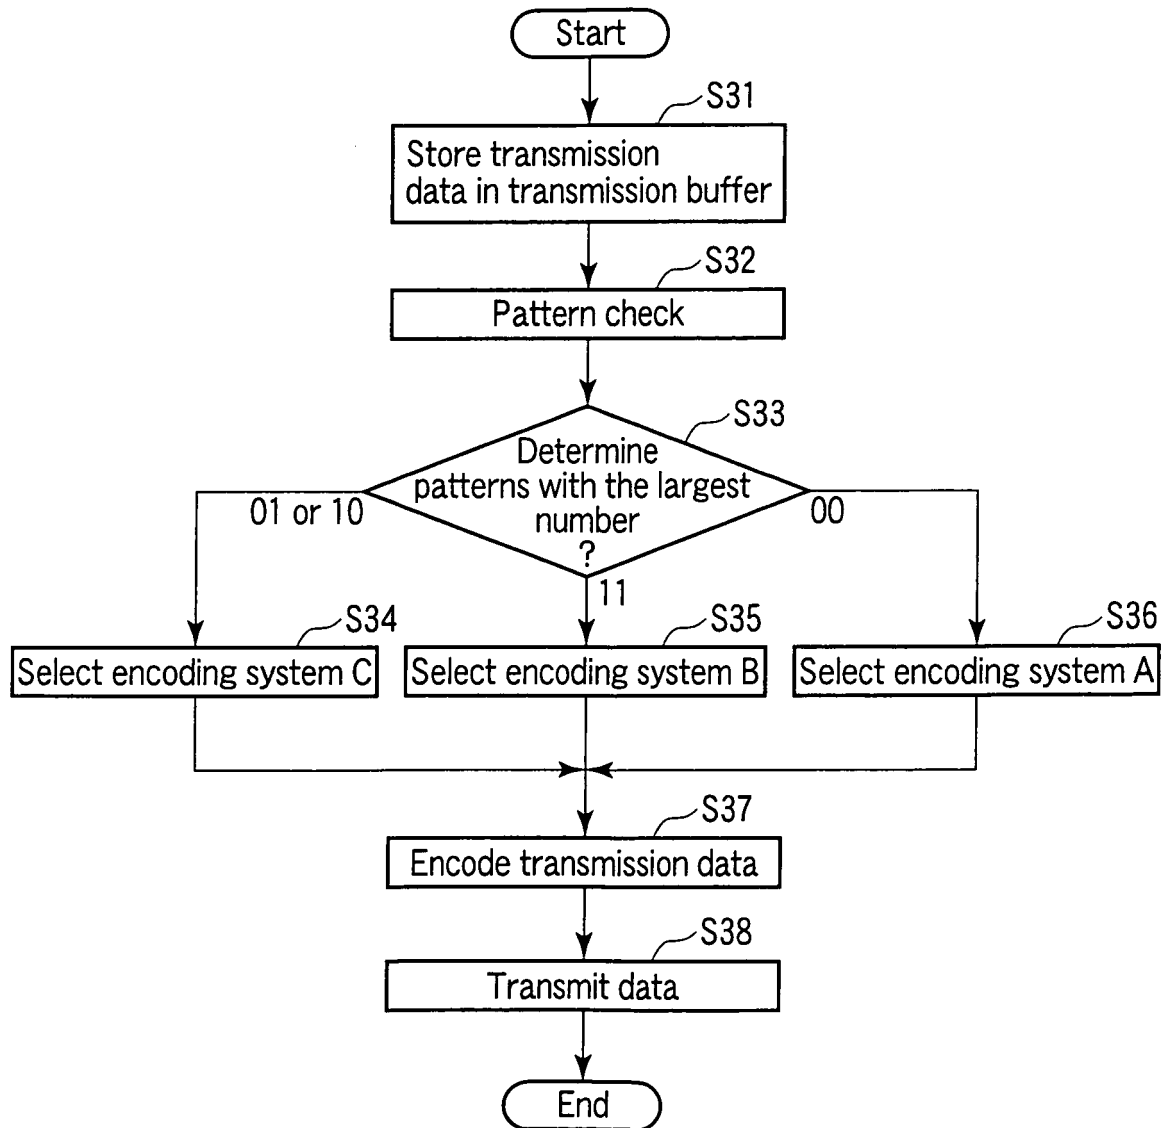 Start
S31
Store transmission
data in transmission buffer
S32
Pattern check
S33
Determine
patterns with the largest
number
?
01 or 10
00
11
S34
S35
S36
Select encoding system C
Select encoding system B
Select encoding system A
S37
Encode transmission data
S38
Transmit data
End